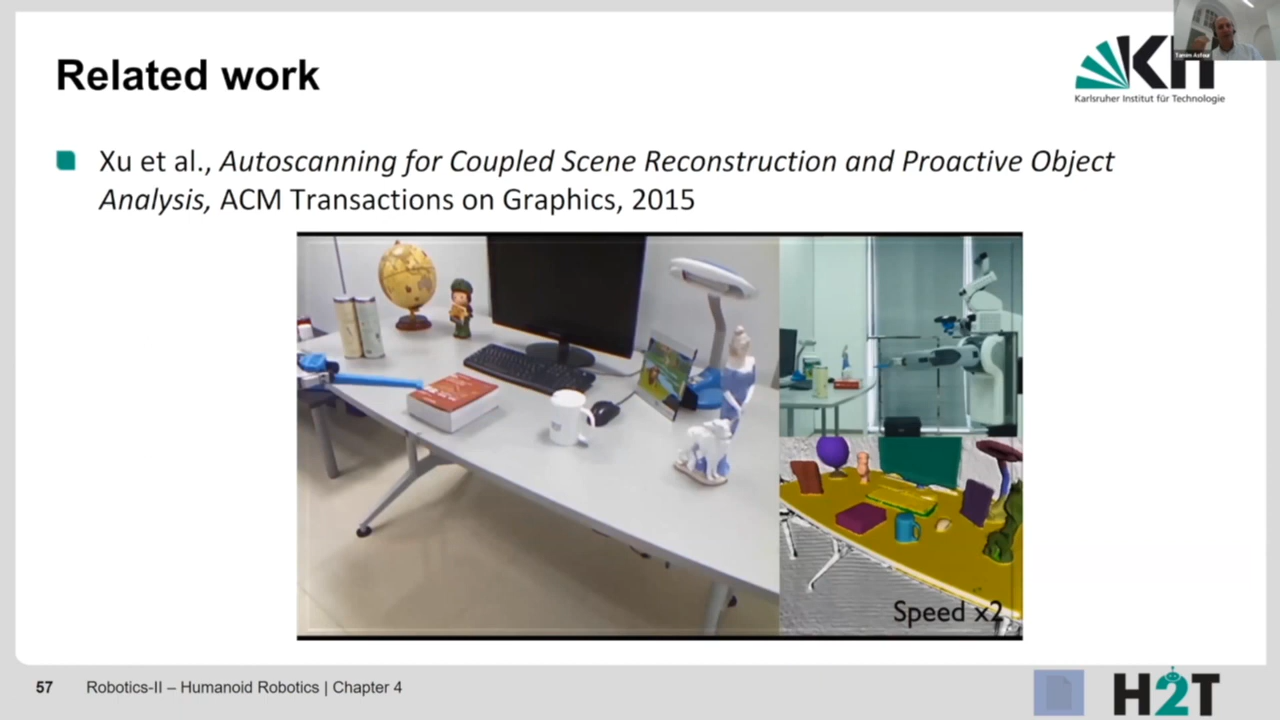 Related work
KIT
Karlsruher Institut für Technologie
Xu et al., Autoscanning for Coupled Scene Reconstruction and Proactive Object
Analysis, ACM Transactions on Graphics, 2015
Speed x2
57 Robotics-II – Humanoid Robotics | Chapter 4
H2T